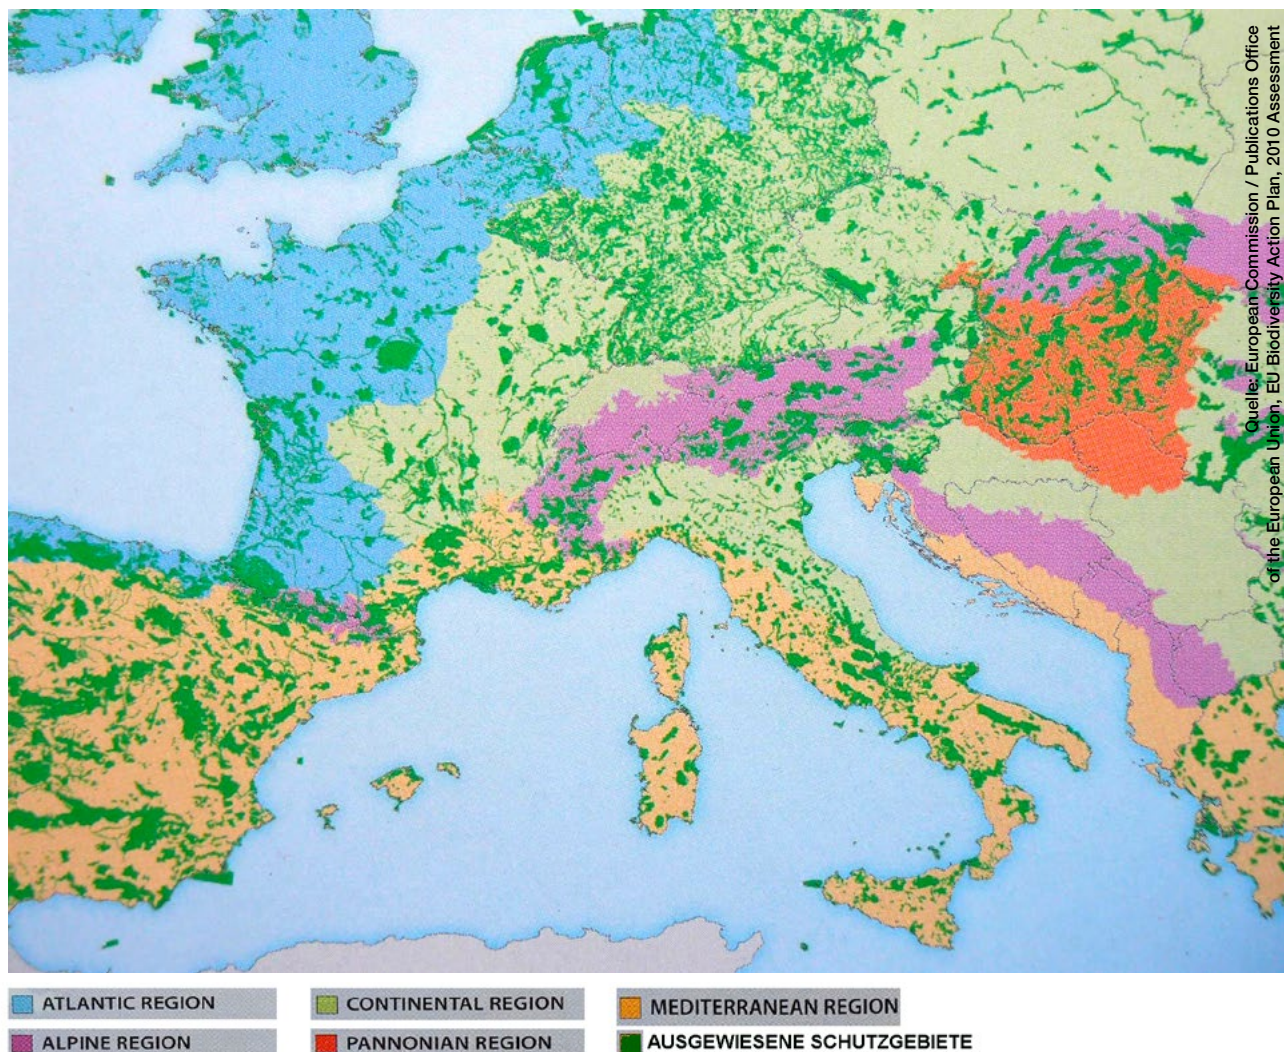 Quelle: European Commission / Publications Office
of the European Union, EU Biodiversity Action Plan, 2010 Assessment
ATLANTIC REGION
CONTINENTAL REGION
MEDITERRANEAN REGION
ALPINE REGION
PANNONIAN REGION
AUSGEWIESENE SCHUTZGEBIETE